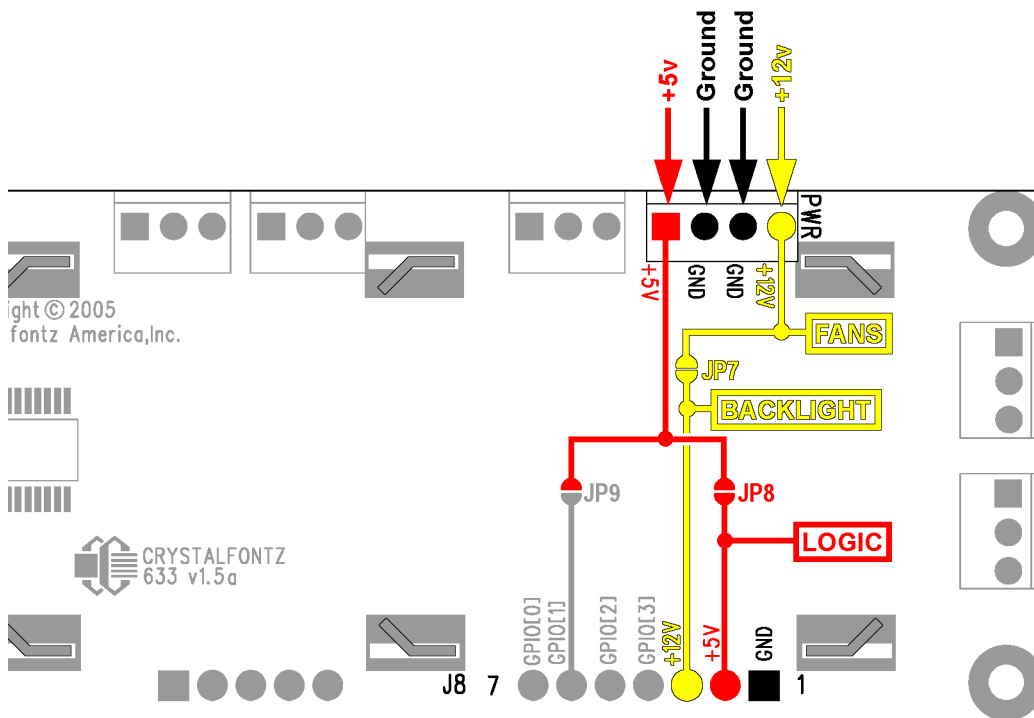 +5v
Ground
Ground
+12v
PWR
+5V
GND
GND
+12V
ight © 2005
fontz America,Inc.
FANS
JP7
BACKLIGHT
JP9
JP8
LOGIC
CRYSTALFONTZ
633 v1.5a
GPIO[0]
GPIO[1]
GPIO[2]
GPIO[3]
+12V
+5V
GND
J8 7
1